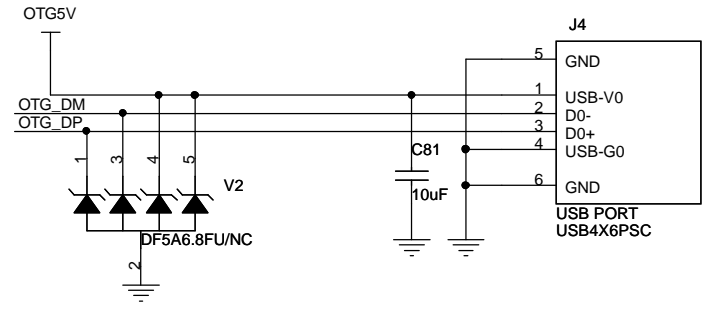 OTG5V
J4
5
GND
1
USB-V0
OTG_DM
2
D0-
OTG_DP
3
D0+
4
USB-G0
1
3
4
5
C81
V2
6
GND
10uF
USB PORT
USB4X6PSC
DF5A6.8FU/NC
2